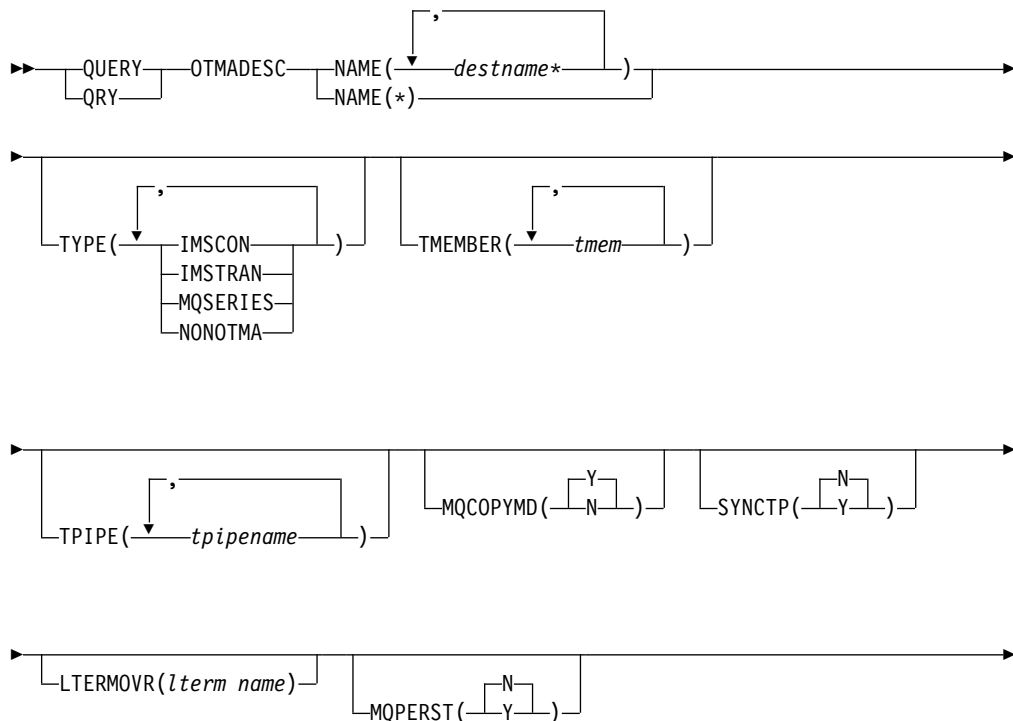 ,
QUERY OTMADESC NAME( destname* )
QRY NAME(*)
, ,
TYPE( IMSCON ) TMEMBER( tmem )
IMSTRAN
MQSERIES
NONOTMA
, Y N
TPIPE( tpipename ) MQCOPYMD( N ) SYNCTP( Y )
LTERMOVR(lterm name) N
MQPERST( Y )